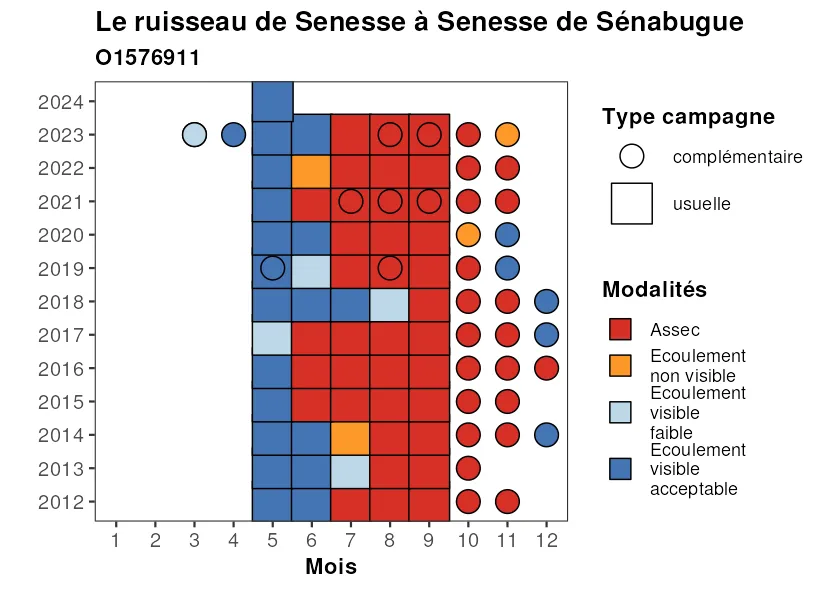 Le ruisseau de Senesse à Senesse de Sénabugue
O1576911
2024
2023
2022
2021
2020
2019
2018
2017
2016
2015
2014
2013
2012
1 2 3 4 5 6 7 8 9 10 11 12
Mois
Type campagne
complémentaire
usuelle
Modalités
Assec
Ecoulement
non visible
Ecoulement
visible
faible
Ecoulement
visible
acceptable